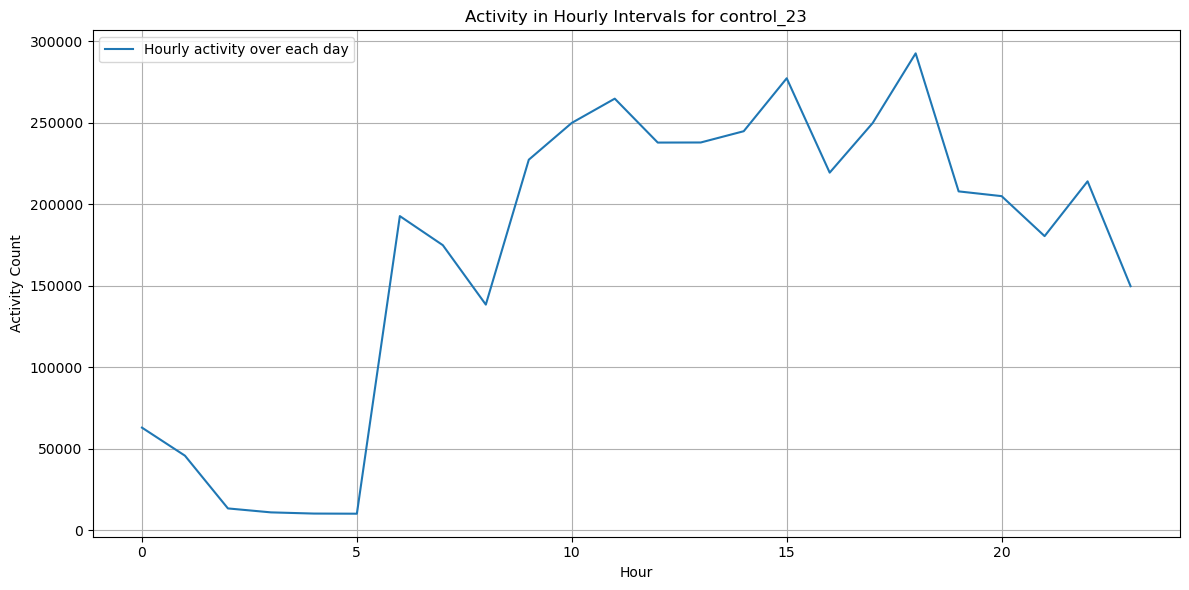 Activity in Hourly Intervals for control_23
Hourly activity over each day
Activity Count
300000
250000
200000
150000
100000
50000
0
0 5 10 15 20
Hour